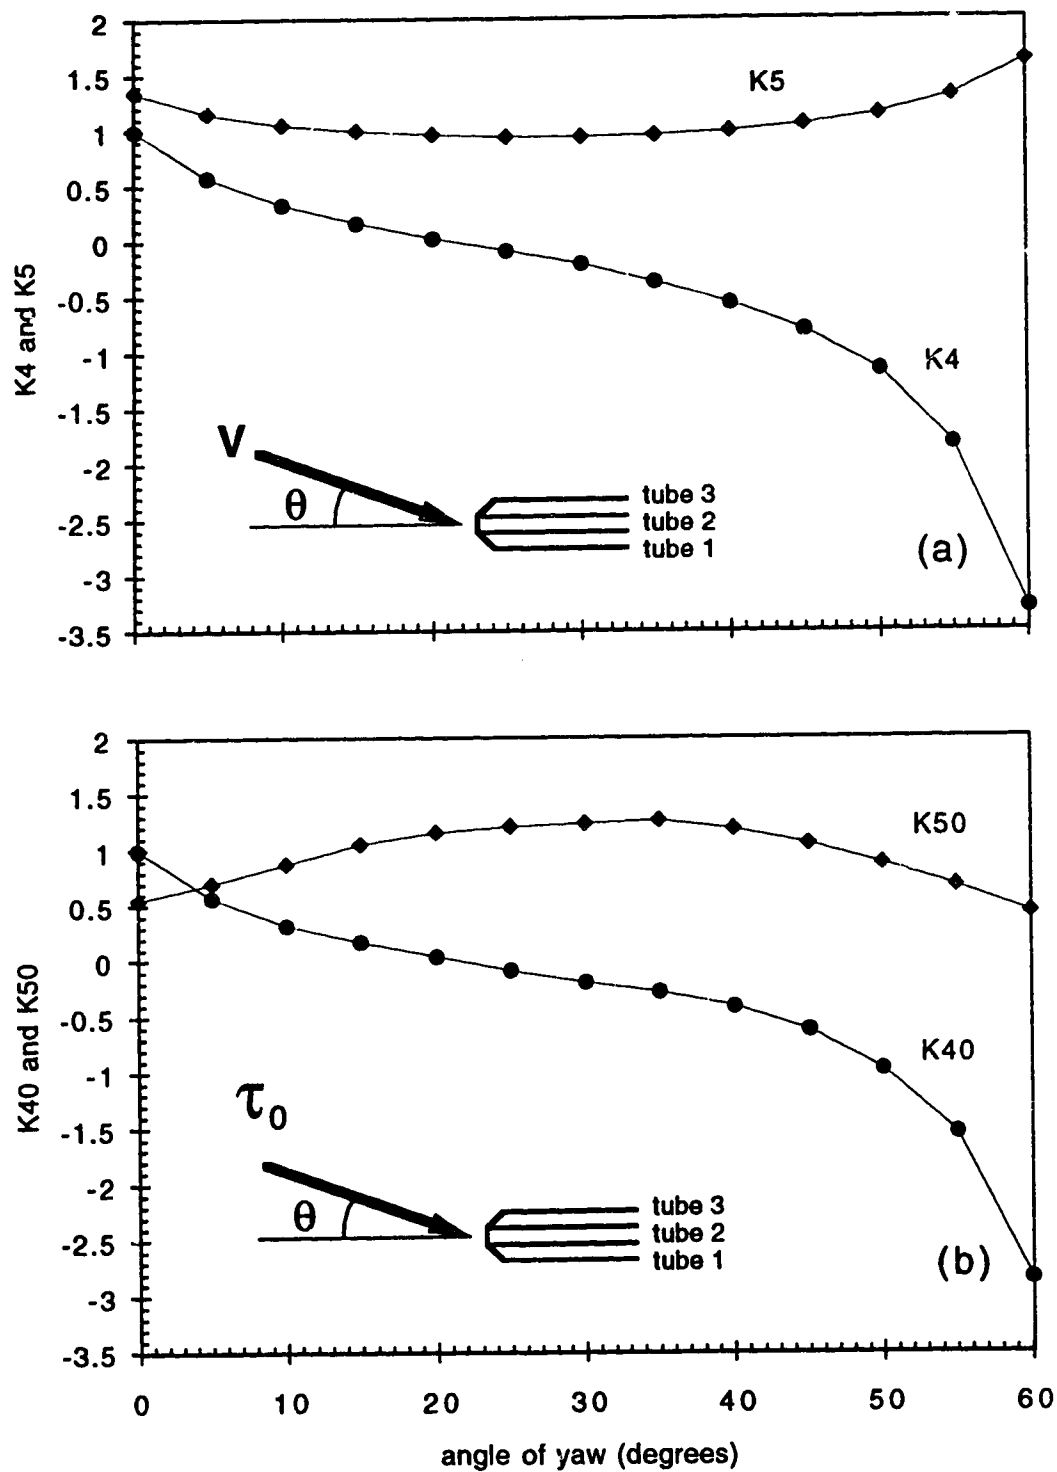 2
1.5
1
0.5
0
-0.5
-1
-1.5
-2
-2.5
-3
-3.5
K4 and K5
K5
K4
V
θ
tube 3
tube 2
tube 1
(a)
2
1.5
1
0.5
0
-0.5
-1
-1.5
-2
-2.5
-3
-3.5
K40 and K50
K50
K40
τ0
θ
tube 3
tube 2
tube 1
(b)
0 10 20 30 40 50 60
angle of yaw (degrees)